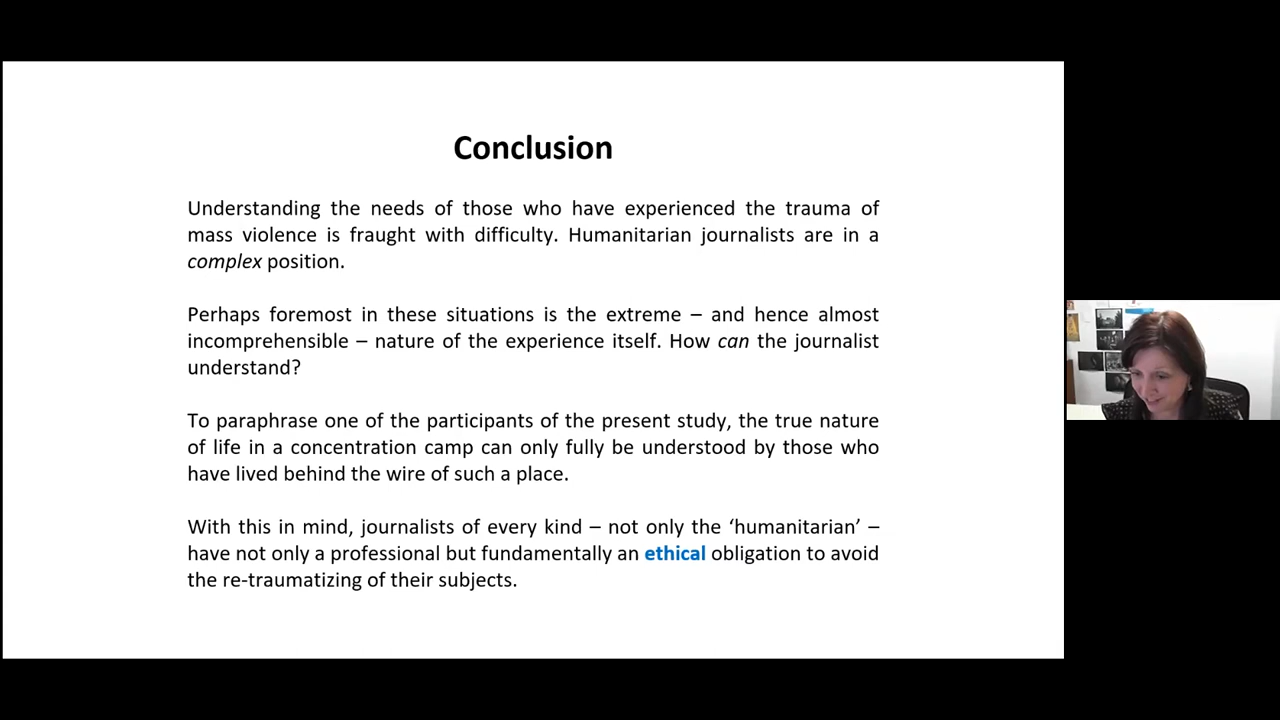 Conclusion
Understanding the needs of those who have experienced the trauma of
mass violence is fraught with difficulty. Humanitarian journalists are in a
complex position.
Perhaps foremost in these situations is the extreme – and hence almost
incomprehensible – nature of the experience itself. How can the journalist
understand?
To paraphrase one of the participants of the present study, the true nature
of life in a concentration camp can only fully be understood by those who
have lived behind the wire of such a place.
With this in mind, journalists of every kind – not only the ‘humanitarian’ –
have not only a professional but fundamentally an ethical obligation to avoid
the re-traumatizing of their subjects.